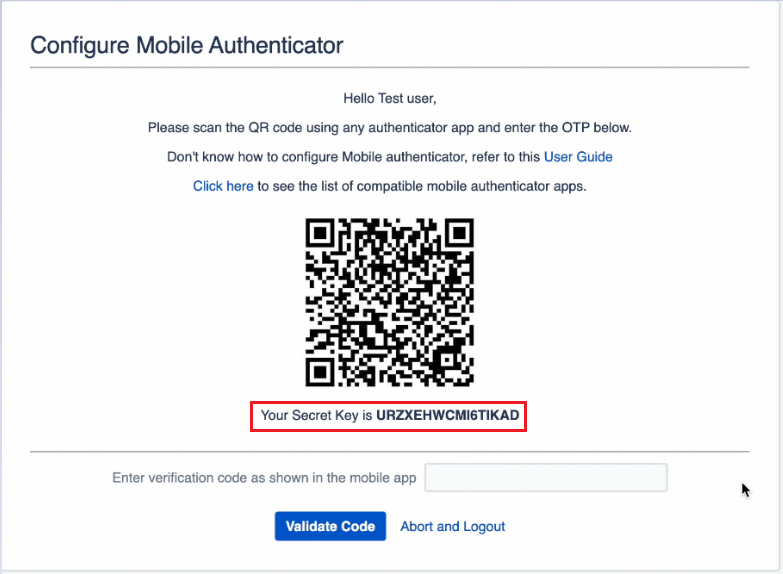 Configure Mobile Authenticator
Hello Test user,
Please scan the QR code using any authenticator app and enter the OTP below.
Don't know how to configure Mobile authenticator, refer to this User Guide
Click here to see the list of compatible mobile authenticator apps.
Your Secret Key is URZXEHWCMI6TIKAD
Enter verification code as shown in the mobile app
Validate Code Abort and Logout